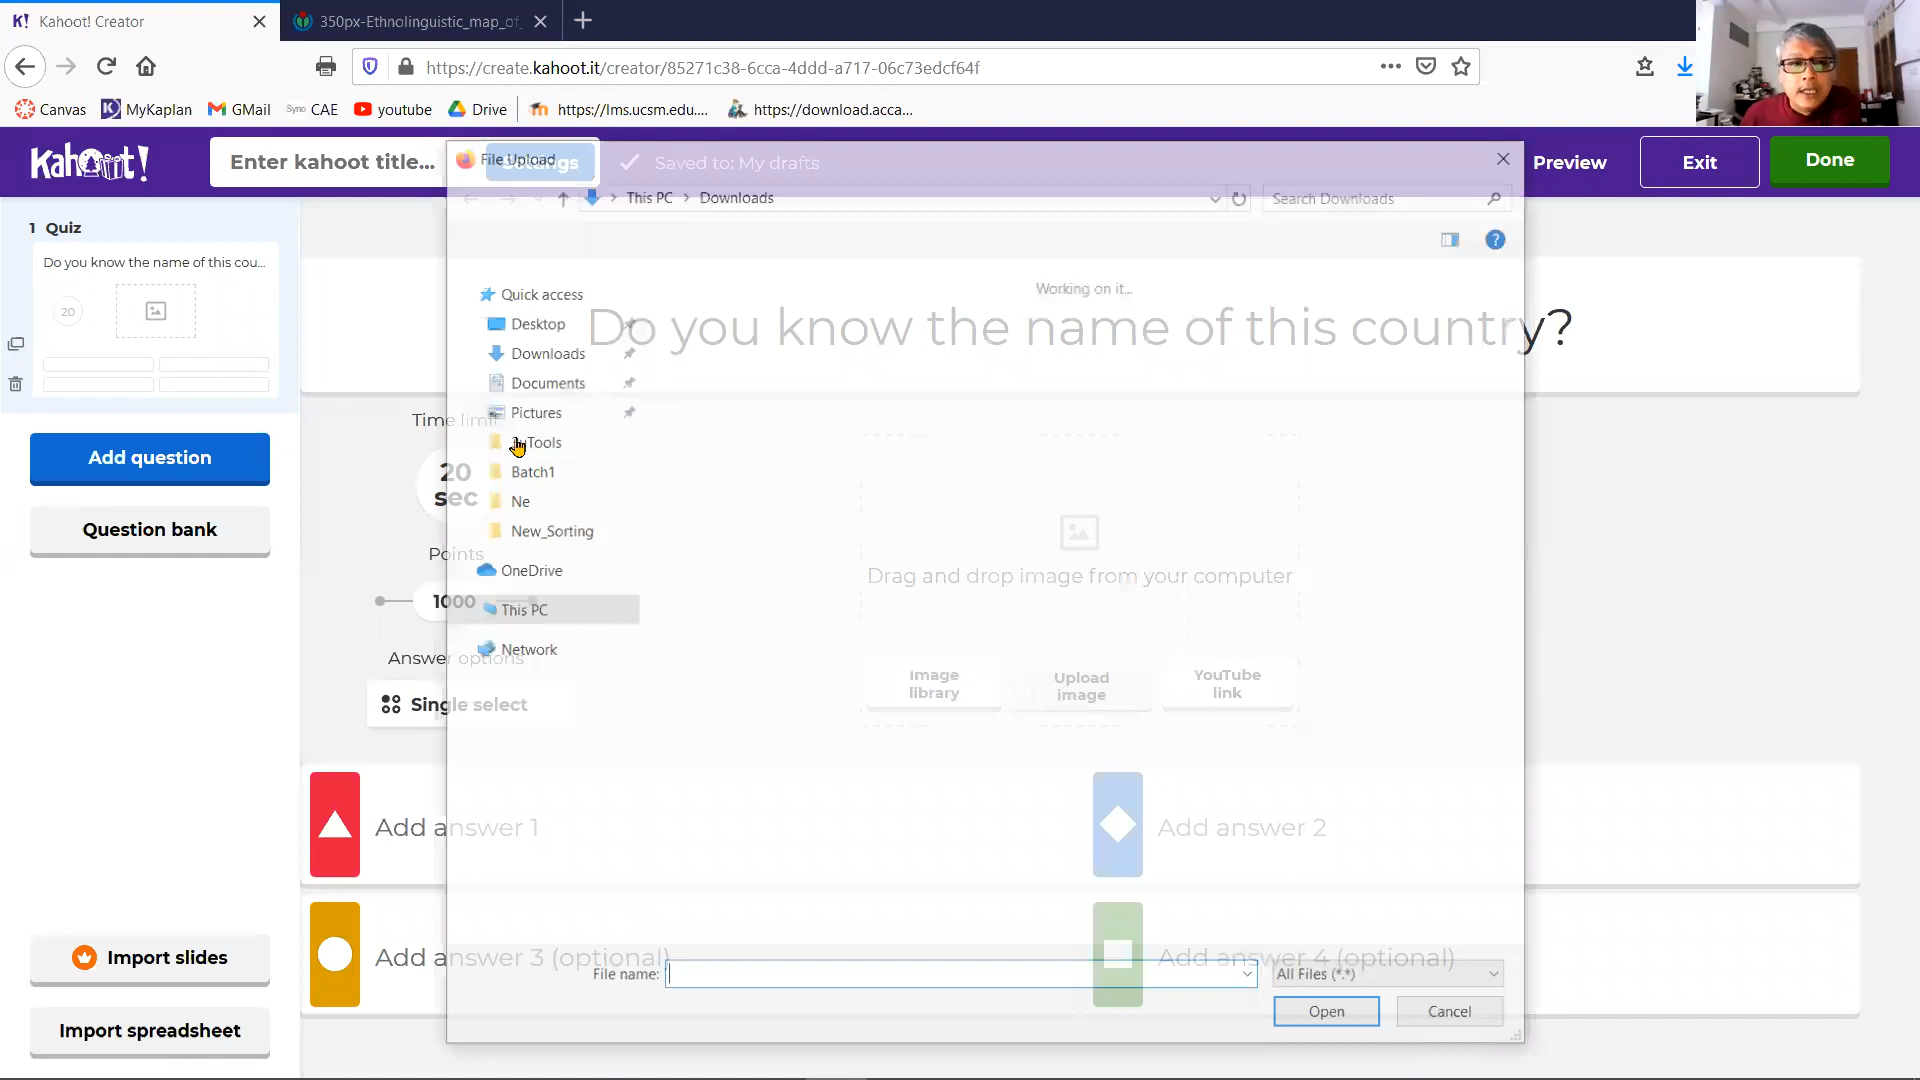 Kahoot! Creator
350px-Ethnolinguistic_map_of_
https://create.kahoot.it/creator/85271c38-6cca-4ddd-a717-06c73edcf64f
Canvas
MyKaplan
GMail
Syno CAE
youtube
Drive
https://lms.ucsm.edu....
https://download.acca...
Kahoot!
Enter kahoot title...
Settings
Saved to: My drafts
Preview
Exit
Done
File Upload
This PC > Downloads
Search Downloads
1 Quiz
Do you know the name of this cou...
20
Add question
Question bank
Import slides
Import spreadsheet
Quick access
Desktop
Downloads
Documents
Pictures
Batch1
Ne
New_Sorting
OneDrive
This PC
Network
Working on it...
Do you know the name of this country?
Time limit
20
sec
Points
1000
Answer options
Single select
Drag and drop image from your computer
Image
library
Upload
image
YouTube
link
Add answer 1
Add answer 2
Add answer 3 (optional)
Add answer 4 (optional)
File name:
All Files (*.*)
Open
Cancel